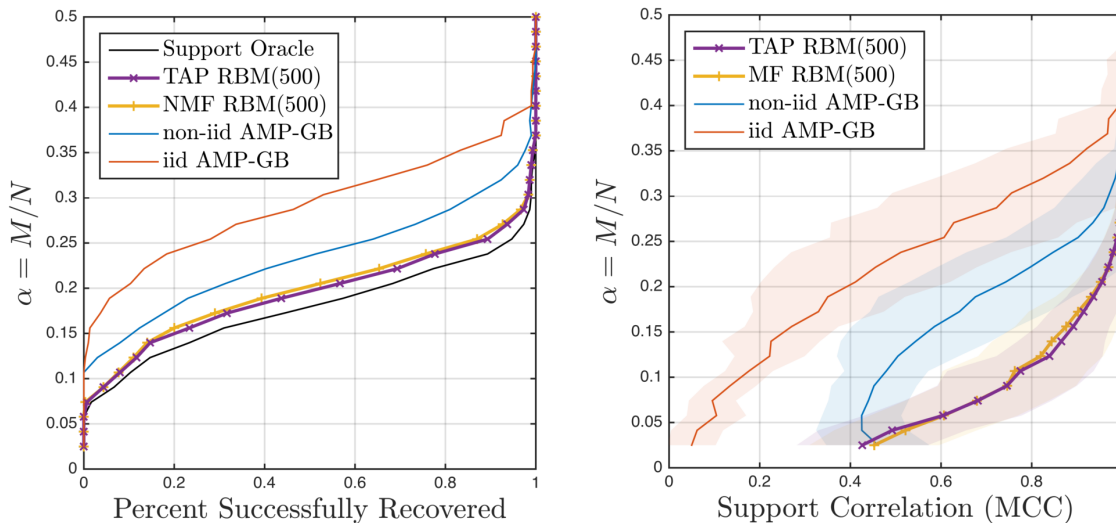 0.5
0.45
0.4
0.35
0.3
0.25
0.2
0.15
0.1
0.05
0
α = M/N
Support Oracle
TAP RBM(500)
NMF RBM(500)
non-iid AMP-GB
iid AMP-GB
0 0.2 0.4 0.6 0.8 1
Percent Successfully Recovered
0.5
0.45
0.4
0.35
0.3
0.25
0.2
0.15
0.1
0.05
0
α = M/N
TAP RBM(500)
MF RBM(500)
non-iid AMP-GB
iid AMP-GB
0 0.2 0.4 0.6 0.8
Support Correlation (MCC)